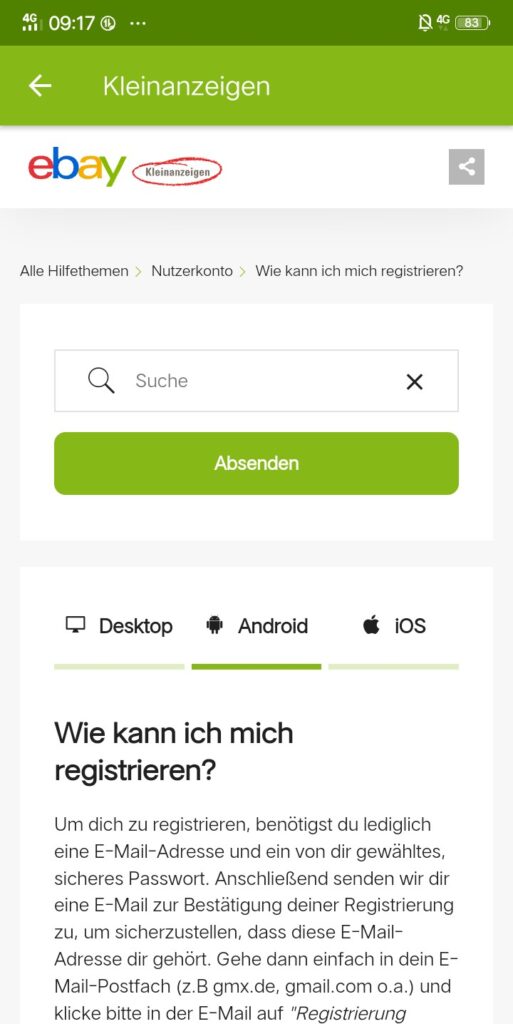 4G 09:17 ... 4G 83
Kleinanzeigen
ebay Kleinanzeigen
Alle Hilfethemen > Nutzerkonto > Wie kann ich mich registrieren?
Suche
Absenden
Desktop Android iOS
Wie kann ich mich
registrieren?
Um dich zu registrieren, benötigst du lediglich
eine E-Mail-Adresse und ein von dir gewähltes,
sicheres Passwort. Anschließend senden wir dir
eine E-Mail zur Bestätigung deiner Registrierung
zu, um sicherzustellen, dass diese E-Mail-
Adresse dir gehört. Gehe dann einfach in dein E-
Mail-Postfach (z.B gmx.de, gmail.com o.a.) und
klicke bitte in der E-Mail auf "Registrierung